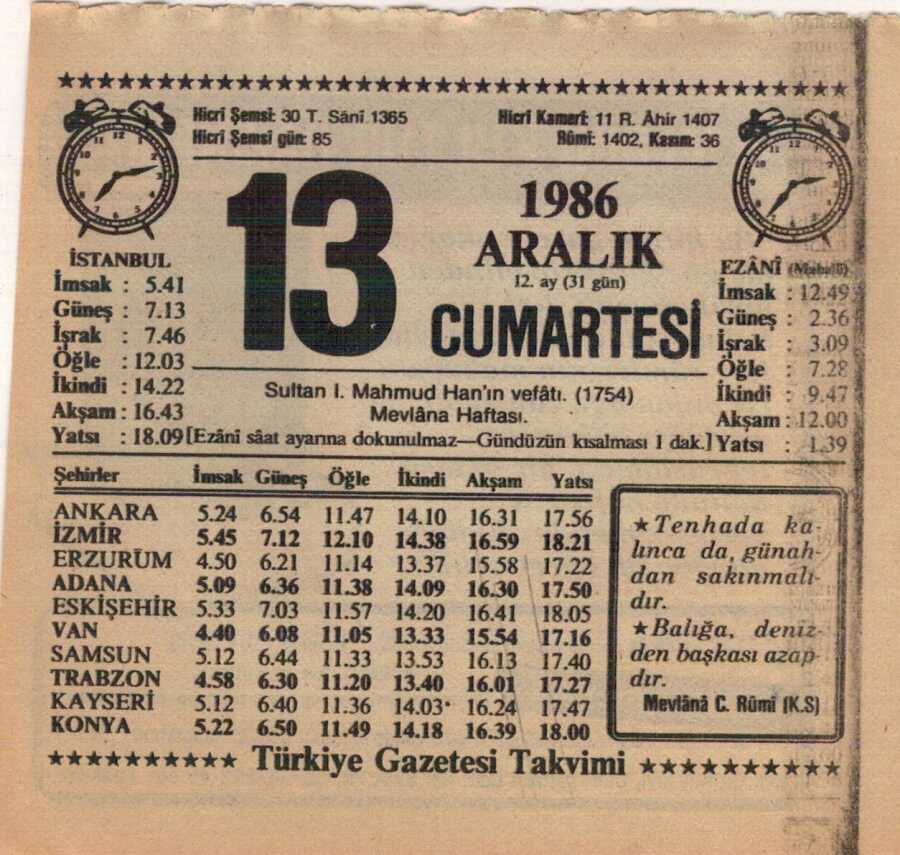 Hicrî Şemsî: 30 T. Sânî 1365
Hicrî Şemsî gün: 85
Hicrî Kamerî: 11 R. Âhir 1407
Rûmî: 1402, Kasım: 36
13
1986
ARALIK
12. ay (31 gün)
CUMARTESİ
İSTANBUL
İmsak : 5.41
Güneş : 7.13
İşrak : 7.46
Öğle : 12.03
İkindi : 14.22
Akşam : 16.43
Yatsı : 18.09
EZÂNÎ (Mahallî)
İmsak : 12.49
Güneş : 2.36
İşrak : 3.09
Öğle : 7.28
İkindi : 9.47
Akşam : 12.00
Yatsı : 1.39
Sultan I. Mahmud Han'ın vefâtı. (1754)
Mevlâna Haftası.
[Ezânî sâat ayarına dokunulmaz—Gündüzün kısalması 1 dak.]
Şehirler İmsak Güneş Öğle İkindi Akşam Yatsı
ANKARA 5.24 6.54 11.47 14.10 16.31 17.56
İZMİR 5.45 7.12 12.10 14.38 16.59 18.21
ERZURUM 4.50 6.21 11.14 13.37 15.58 17.22
ADANA 5.09 6.36 11.38 14.09 16.30 17.50
ESKİŞEHİR 5.33 7.03 11.57 14.20 16.41 18.05
VAN 4.40 6.08 11.05 13.33 15.54 17.16
SAMSUN 5.12 6.44 11.33 13.53 16.13 17.40
TRABZON 4.58 6.30 11.20 13.40 16.01 17.27
KAYSERİ 5.12 6.40 11.36 14.03 16.24 17.47
KONYA 5.22 6.50 11.49 14.18 16.39 18.00
★Tenhada ka-
lınca da, günah-
dan sakınmalı-
dır.
★Balığa, deniz-
den başkası azap-
dır.
Mevlânâ C. Rûmî (K.S)
★★★★★★★★★★ Türkiye Gazetesi Takvimi ★★★★★★★★★★